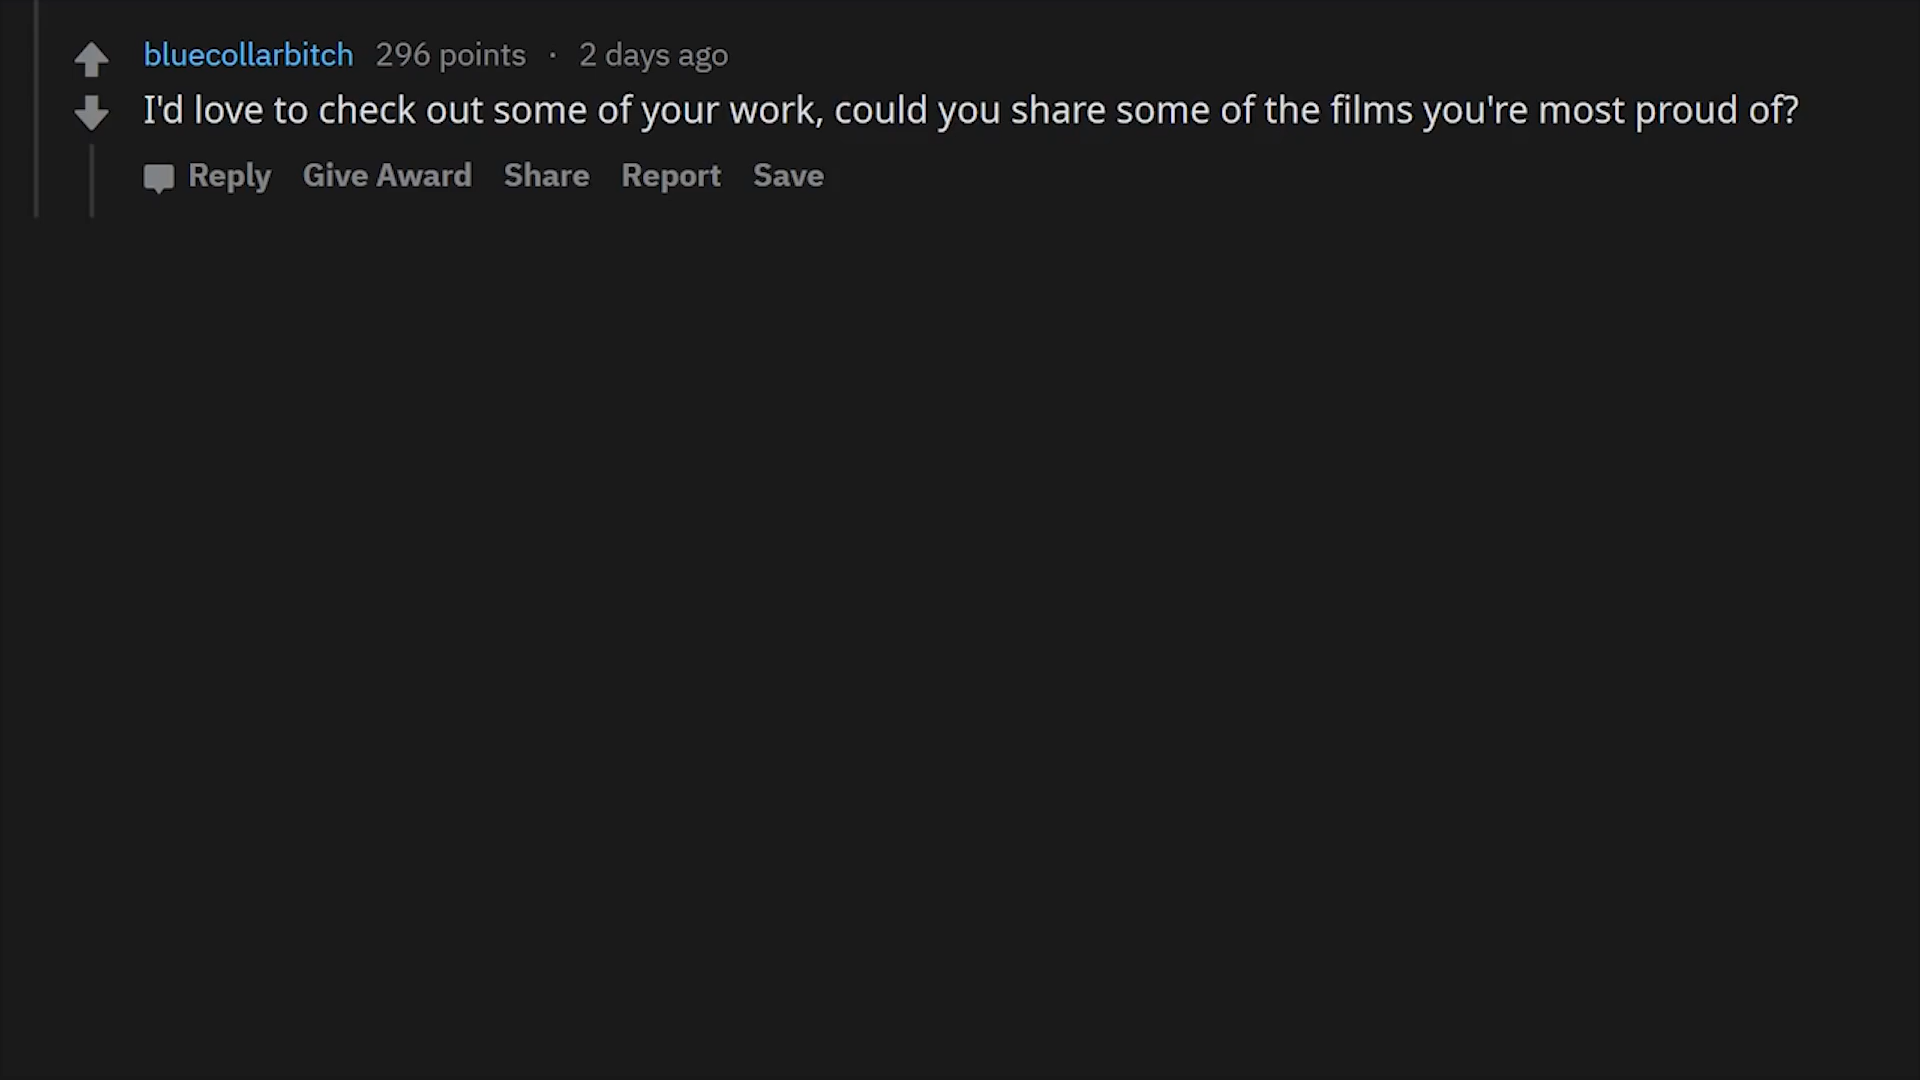 bluecollarbitch 296 points · 2 days ago
I'd love to check out some of your work, could you share some of the films you're most proud of?
Reply Give Award Share Report Save